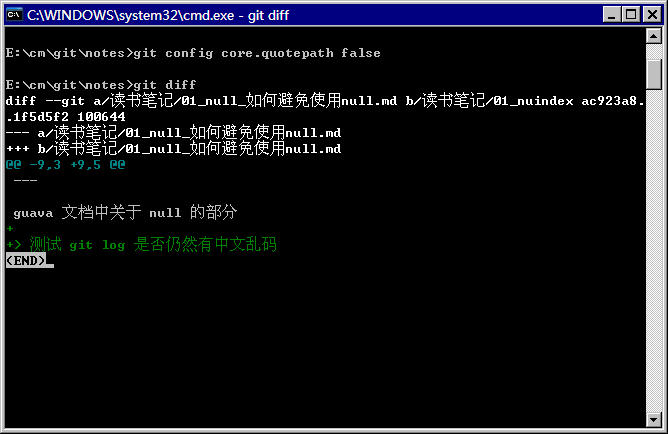 C:\WINDOWS\system32\cmd.exe - git diff
E:\cm\git\notes>git config core.quotepath false
E:\cm\git\notes>git diff
diff --git a/读书笔记/01_null_如何避免使用null.md b/读书笔记/01_nuindex ac923a8.
.1f5d5f2 100644
--- a/读书笔记/01_null_如何避免使用null.md
+++ b/读书笔记/01_null_如何避免使用null.md
@@ -9,3 +9,5 @@
 ---
 guava 文档中关于 null 的部分
+
+> 测试 git log 是否仍然有中文乱码
<END>